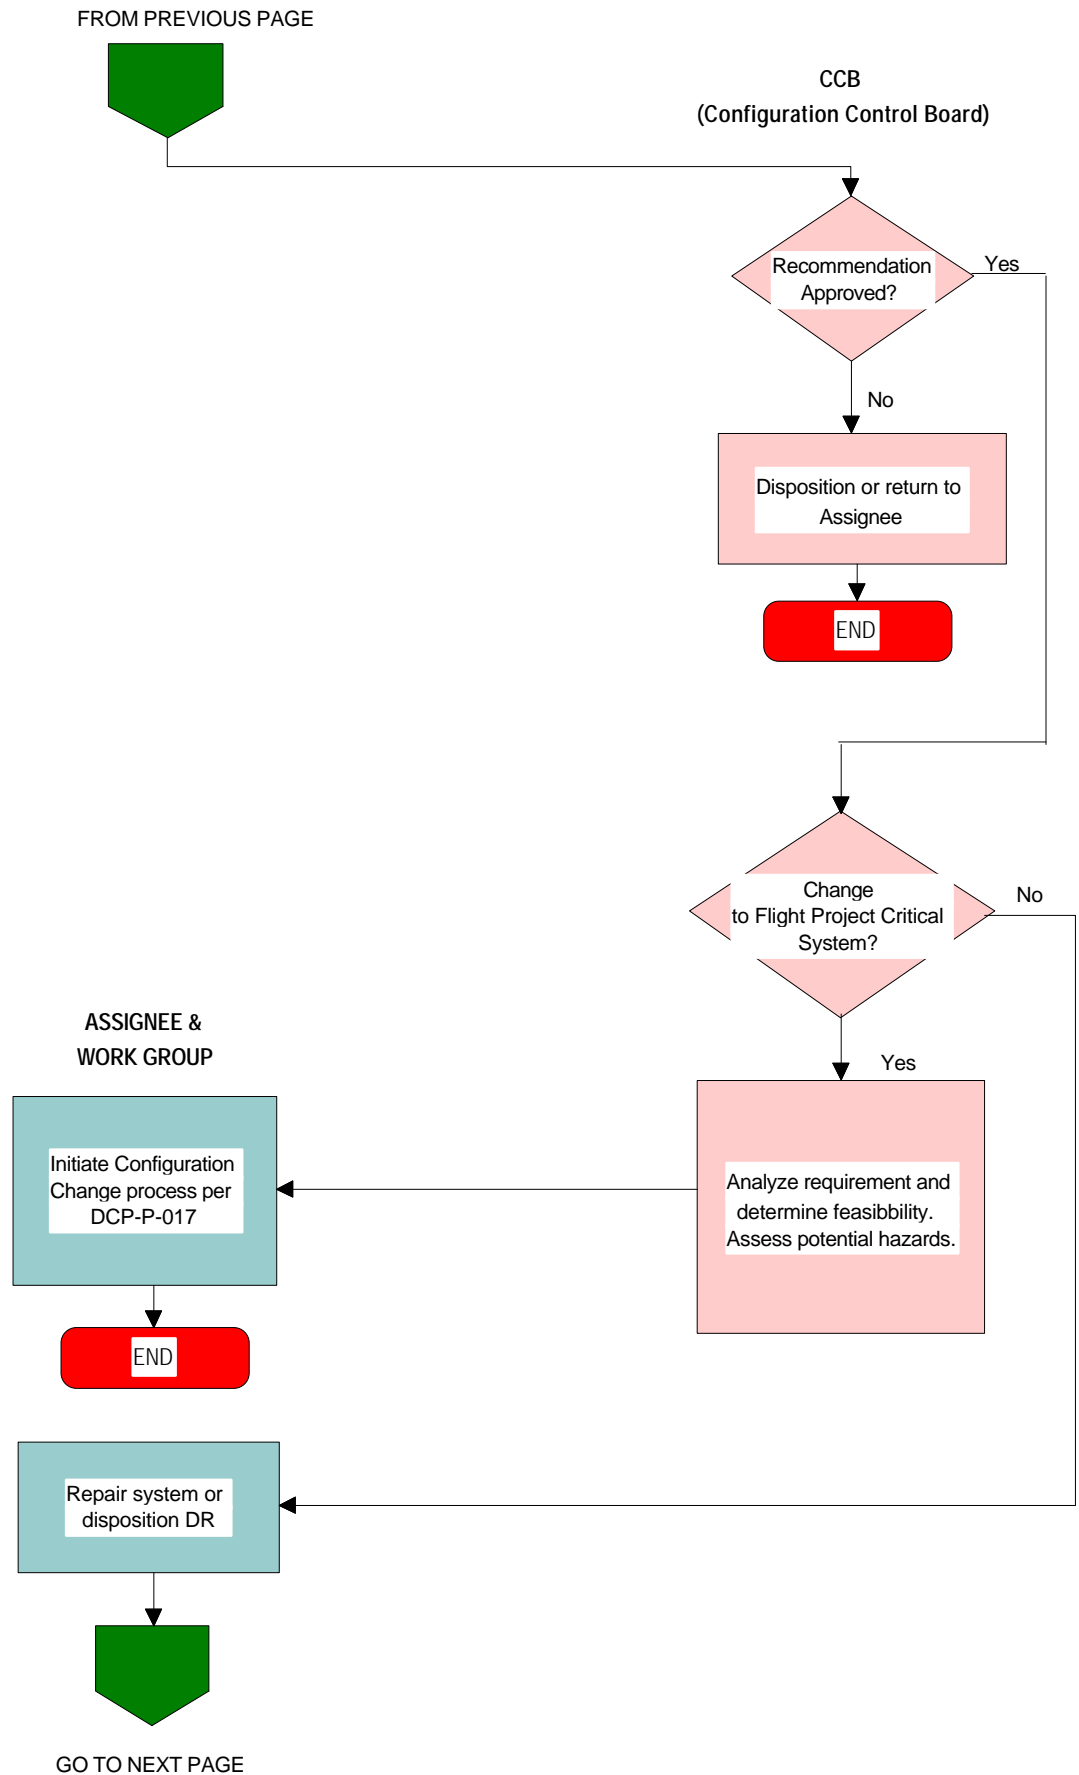 FROM PREVIOUS PAGE
CCB
(Configuration Control Board)
Recommendation
Approved?
Yes
No
Disposition or return to
Assignee
END
Change
to Flight Project Critical
System?
No
Yes
ASSIGNEE &
WORK GROUP
Initiate Configuration
Change process per
DCP-P-017
Analyze requirement and
determine feasibbility.
Assess potential hazards.
END
Repair system or
disposition DR
GO TO NEXT PAGE